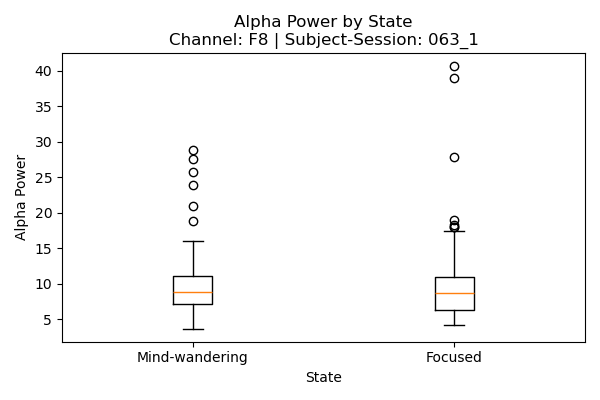 Alpha Power by State
Channel: F8 | Subject-Session: 063_1
40
35
30
25
20
15
10
5
Alpha Power
Mind-wandering
Focused
State